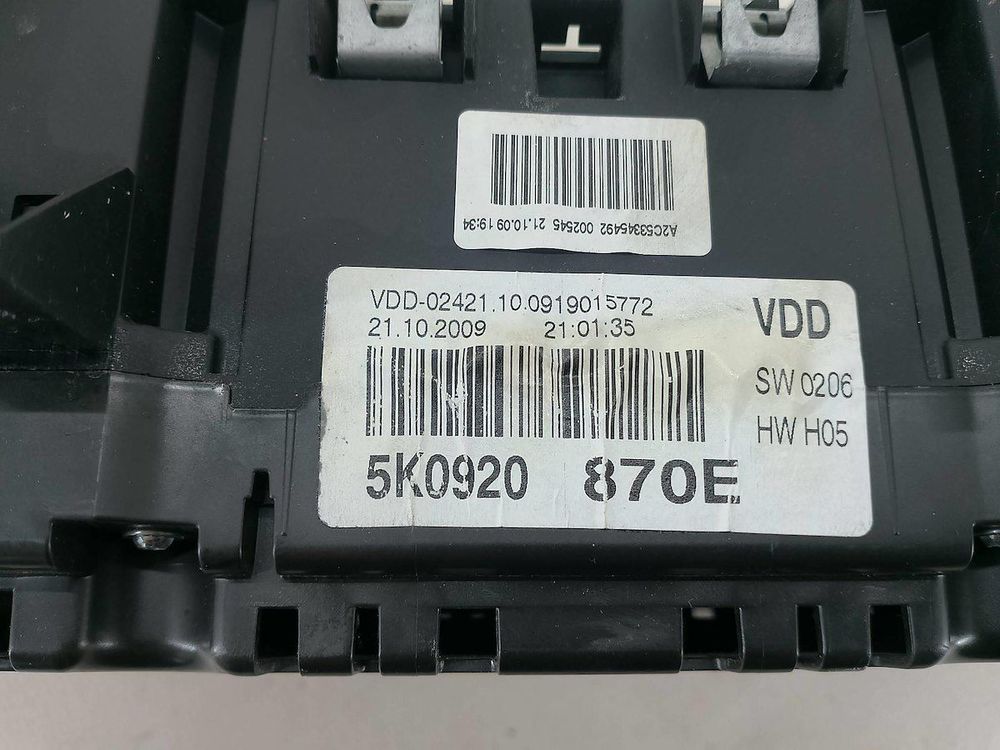 A2C53345492 002545 21.10.09 19:34
VDD-02421.10.0919015772
21.10.2009 21:01:35
VDD
SW 0206
HW H05
5K0920 870E